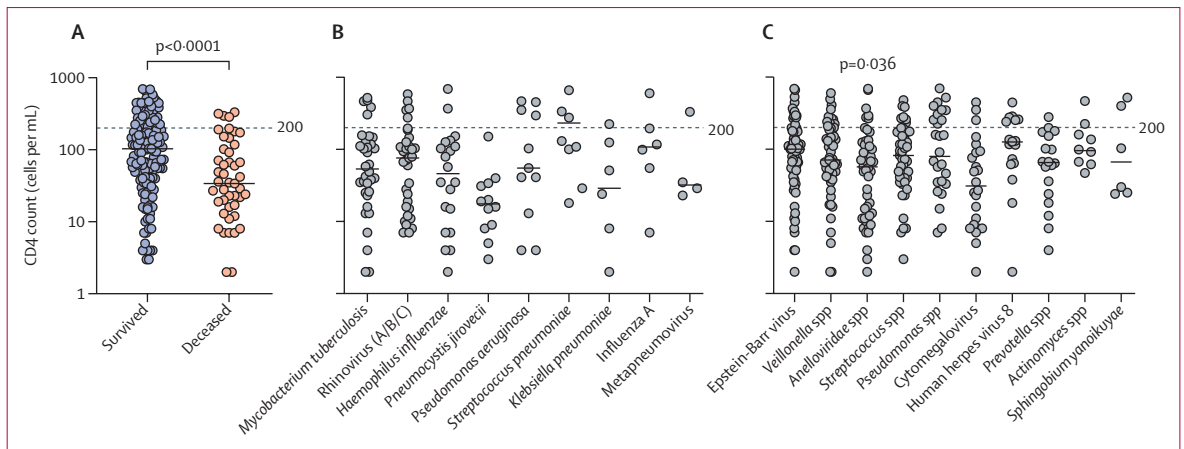 A
p<0·0001
1000
200
100
10
1
CD4 count (cells per mL)
Survived
Deceased
B
200
Mycobacterium tuberculosis
Rhinovirus (A/B/C)
Haemophilus influenzae
Pneumocystis jirovecii
Pseudomonas aeruginosa
Streptococcus pneumoniae
Klebsiella pneumoniae
Influenza A
Metapneumovirus
C
p=0·036
200
Epstein-Barr virus
Veillonella spp
Anelloviridae spp
Streptococcus spp
Pseudomonas spp
Cytomegalovirus
Human herpes virus 8
Prevotella spp
Actinomyces spp
Sphingobium yanoikuyae